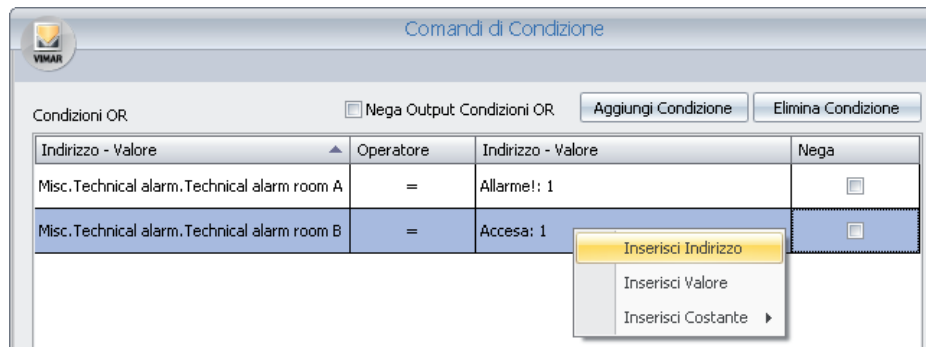 Comandi di Condizione
VIMAR
Condizioni OR Nega Output Condizioni OR Aggiungi Condizione Elimina Condizione
Indirizzo - Valore Operatore Indirizzo - Valore Nega
Misc.Technical alarm.Technical alarm room A = Allarme!: 1
Misc.Technical alarm.Technical alarm room B = Accesa: 1
Inserisci Indirizzo
Inserisci Valore
Inserisci Costante